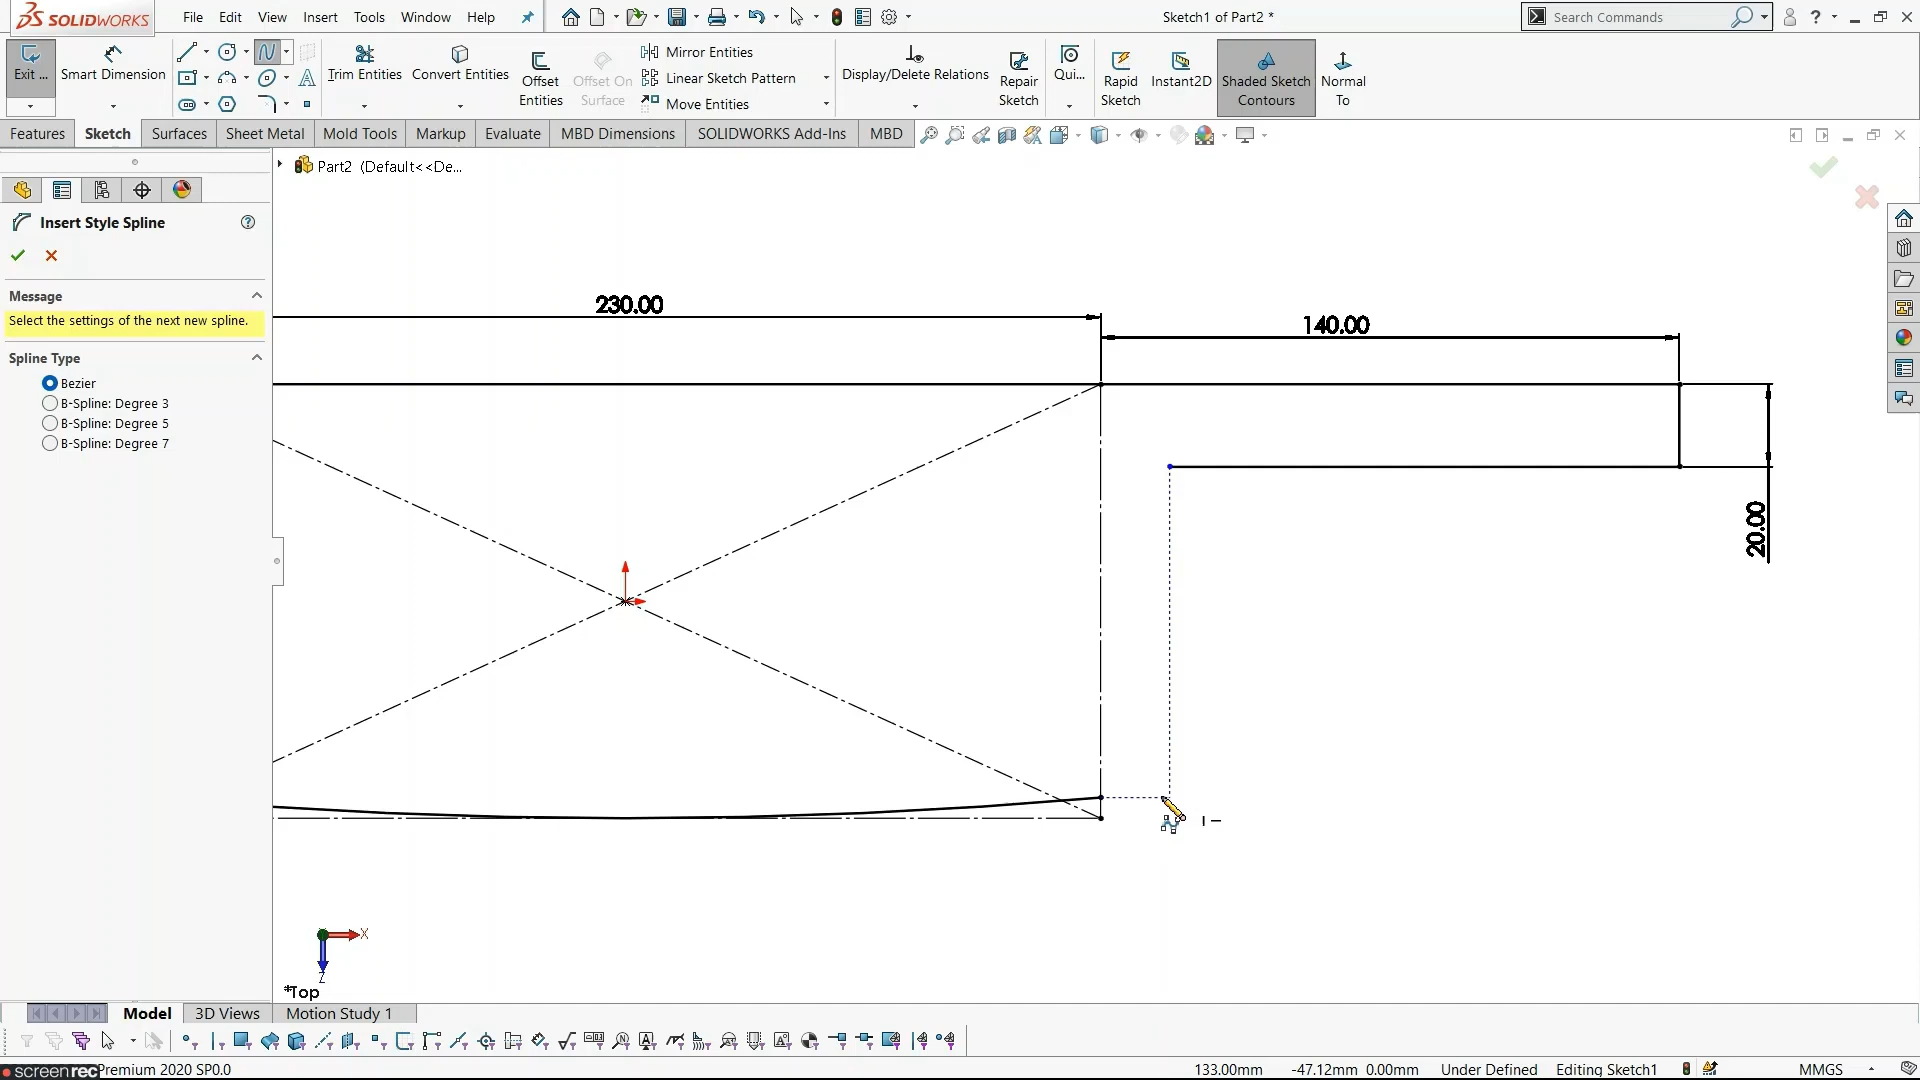 SOLIDWORKS File Edit View Insert Tools Window Help Sketch1 of Part2 * Search Commands ?
Exit ... Smart Dimension Trim Entities Convert Entities Offset Entities Offset On Surface Mirror Entities Linear Sketch Pattern Move Entities Display/Delete Relations Repair Sketch Qui... Rapid Sketch Instant2D Shaded Sketch Contours Normal To
Features Sketch Surfaces Sheet Metal Mold Tools Markup Evaluate MBD Dimensions SOLIDWORKS Add-Ins MBD
Part2 (Default<<De...
Insert Style Spline ?
Message
Select the settings of the next new spline.
Spline Type
Bezier
B-Spline: Degree 3
B-Spline: Degree 5
B-Spline: Degree 7
230.00
140.00
20.00
X
Z
*Top
Model 3D Views Motion Study 1
screenrec Premium 2020 SP0.0 133.00mm -47.12mm 0.00mm Under Defined Editing Sketch1 MMGS